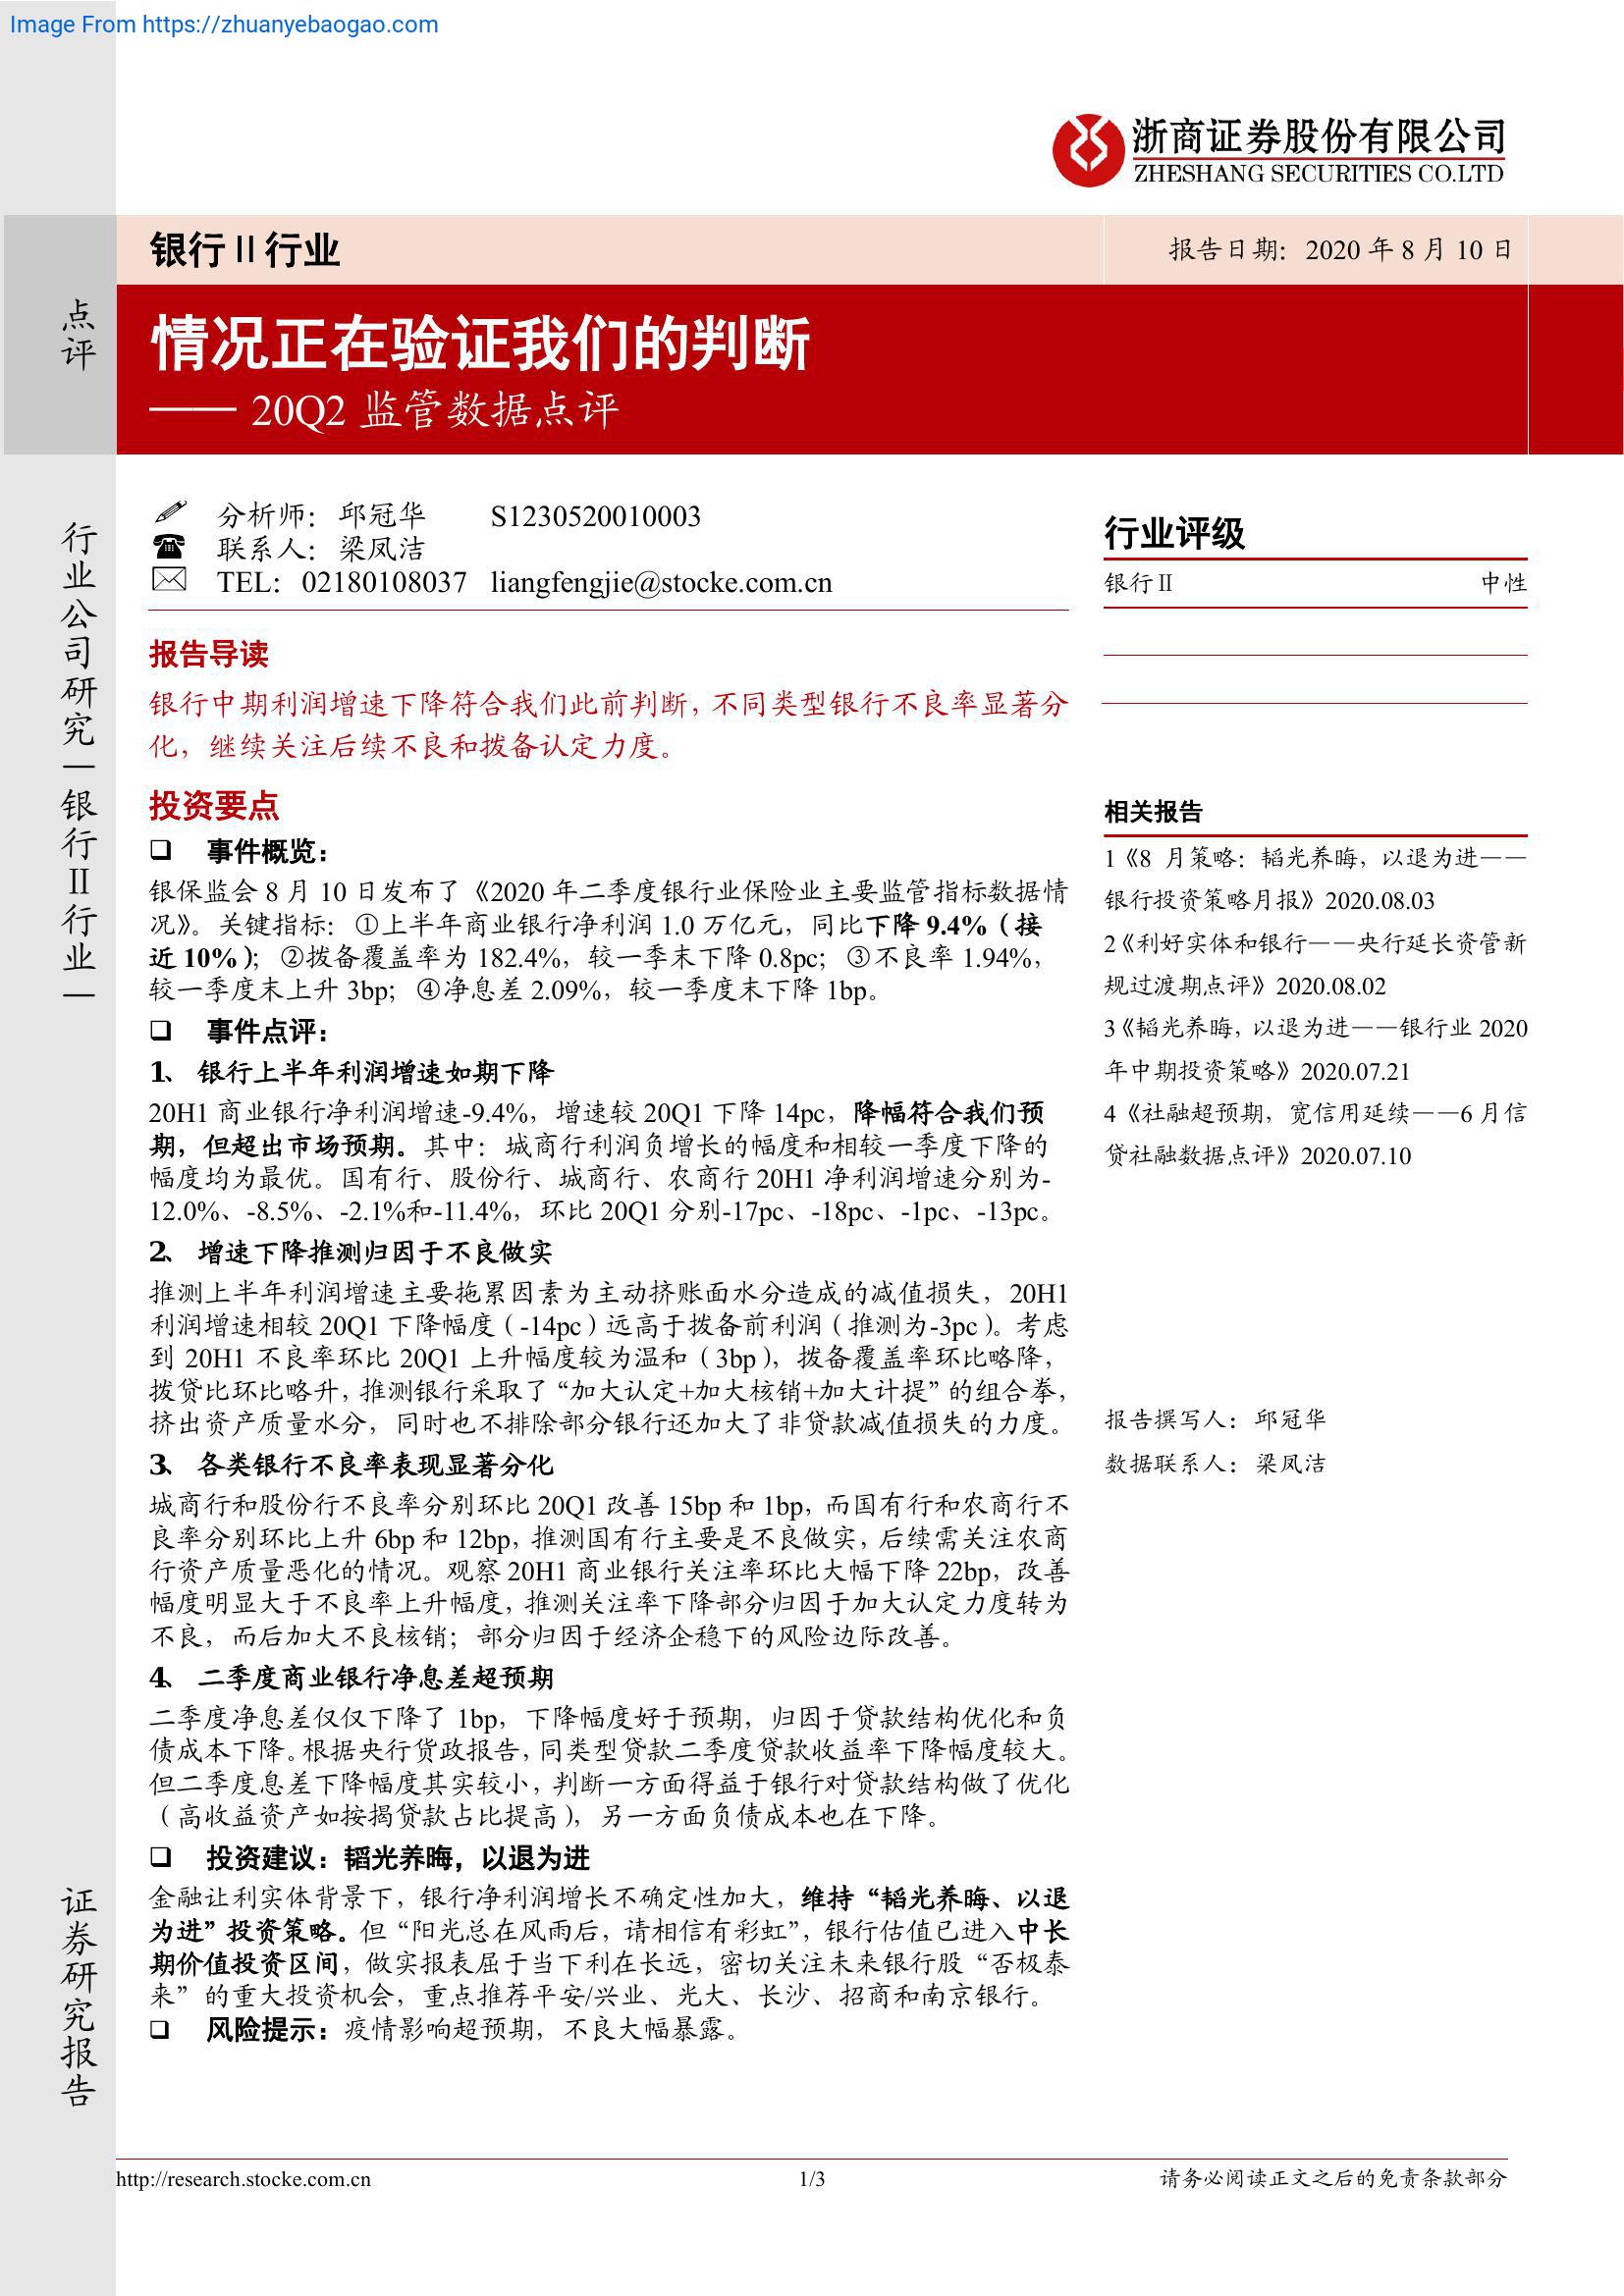 Image From https://zhuanyebaogao.com
浙商证券股份有限公司
ZHESHANG SECURITIES CO.LTD
银行Ⅱ行业
报告日期：2020 年 8 月 10 日
点评
情况正在验证我们的判断
—— 20Q2 监管数据点评
行业公司研究|银行Ⅱ行业|
分析师：邱冠华 S1230520010003
联系人：梁凤洁
TEL：02180108037 liangfengjie@stocke.com.cn
报告导读
银行中期利润增速下降符合我们此前判断，不同类型银行不良率显著分
化，继续关注后续不良和拨备认定力度。
投资要点
❑ 事件概览：
银保监会 8 月 10 日发布了《2020 年二季度银行业保险业主要监管指标数据情
况》。关键指标：①上半年商业银行净利润 1.0 万亿元，同比下降 9.4%（接
近 10%）；②拨备覆盖率为 182.4%，较一季末下降 0.8pc；③不良率 1.94%，
较一季度末上升 3bp；④净息差 2.09%，较一季度末下降 1bp。
❑ 事件点评：
1、 银行上半年利润增速如期下降
20H1 商业银行净利润增速-9.4%，增速较 20Q1 下降 14pc，降幅符合我们预
期，但超出市场预期。其中：城商行利润负增长的幅度和相较一季度下降的
幅度均为最优。国有行、股份行、城商行、农商行 20H1 净利润增速分别为-
12.0%、-8.5%、-2.1%和-11.4%，环比 20Q1 分别-17pc、-18pc、-1pc、-13pc。
2、 增速下降推测归因于不良做实
推测上半年利润增速主要拖累因素为主动挤账面水分造成的减值损失，20H1
利润增速相较 20Q1 下降幅度（-14pc）远高于拨备前利润（推测为-3pc）。考虑
到 20H1 不良率环比 20Q1 上升幅度较为温和（3bp），拨备覆盖率环比略降，
拨贷比环比略升，推测银行采取了“加大认定+加大核销+加大计提”的组合拳，
挤出资产质量水分，同时也不排除部分银行还加大了非贷款减值损失的力度。
3、 各类银行不良率表现显著分化
城商行和股份行不良率分别环比 20Q1 改善 15bp 和 1bp，而国有行和农商行不
良率分别环比上升 6bp 和 12bp，推测国有行主要是不良做实，后续需关注农商
行资产质量恶化的情况。观察 20H1 商业银行关注率环比大幅下降 22bp，改善
幅度明显大于不良率上升幅度，推测关注率下降部分归因于加大认定力度转为
不良，而后加大不良核销；部分归因于经济企稳下的风险边际改善。
4、 二季度商业银行净息差超预期
二季度净息差仅仅下降了 1bp，下降幅度好于预期，归因于贷款结构优化和负
债成本下降。根据央行货政报告，同类型贷款二季度贷款收益率下降幅度较大。
但二季度息差下降幅度其实较小，判断一方面得益于银行对贷款结构做了优化
（高收益资产如按揭贷款占比提高），另一方面负债成本也在下降。
❑ 投资建议：韬光养晦，以退为进
金融让利实体背景下，银行净利润增长不确定性加大，维持“韬光养晦、以退
为进”投资策略。但“阳光总在风雨后，请相信有彩虹”，银行估值已进入中长
期价值投资区间，做实报表屈于当下利在长远，密切关注未来银行股“否极泰
来”的重大投资机会，重点推荐平安/兴业、光大、长沙、招商和南京银行。
❑ 风险提示：疫情影响超预期，不良大幅暴露。
行业评级
银行Ⅱ 中性
相关报告
1《8 月策略：韬光养晦，以退为进——
银行投资策略月报》2020.08.03
2《利好实体和银行——央行延长资管新
规过渡期点评》2020.08.02
3《韬光养晦，以退为进——银行业 2020
年中期投资策略》2020.07.21
4《社融超预期，宽信用延续——6 月信
贷社融数据点评》2020.07.10
报告撰写人：邱冠华
数据联系人：梁凤洁
证券研究报告
http://research.stocke.com.cn
1/3
请务必阅读正文之后的免责条款部分